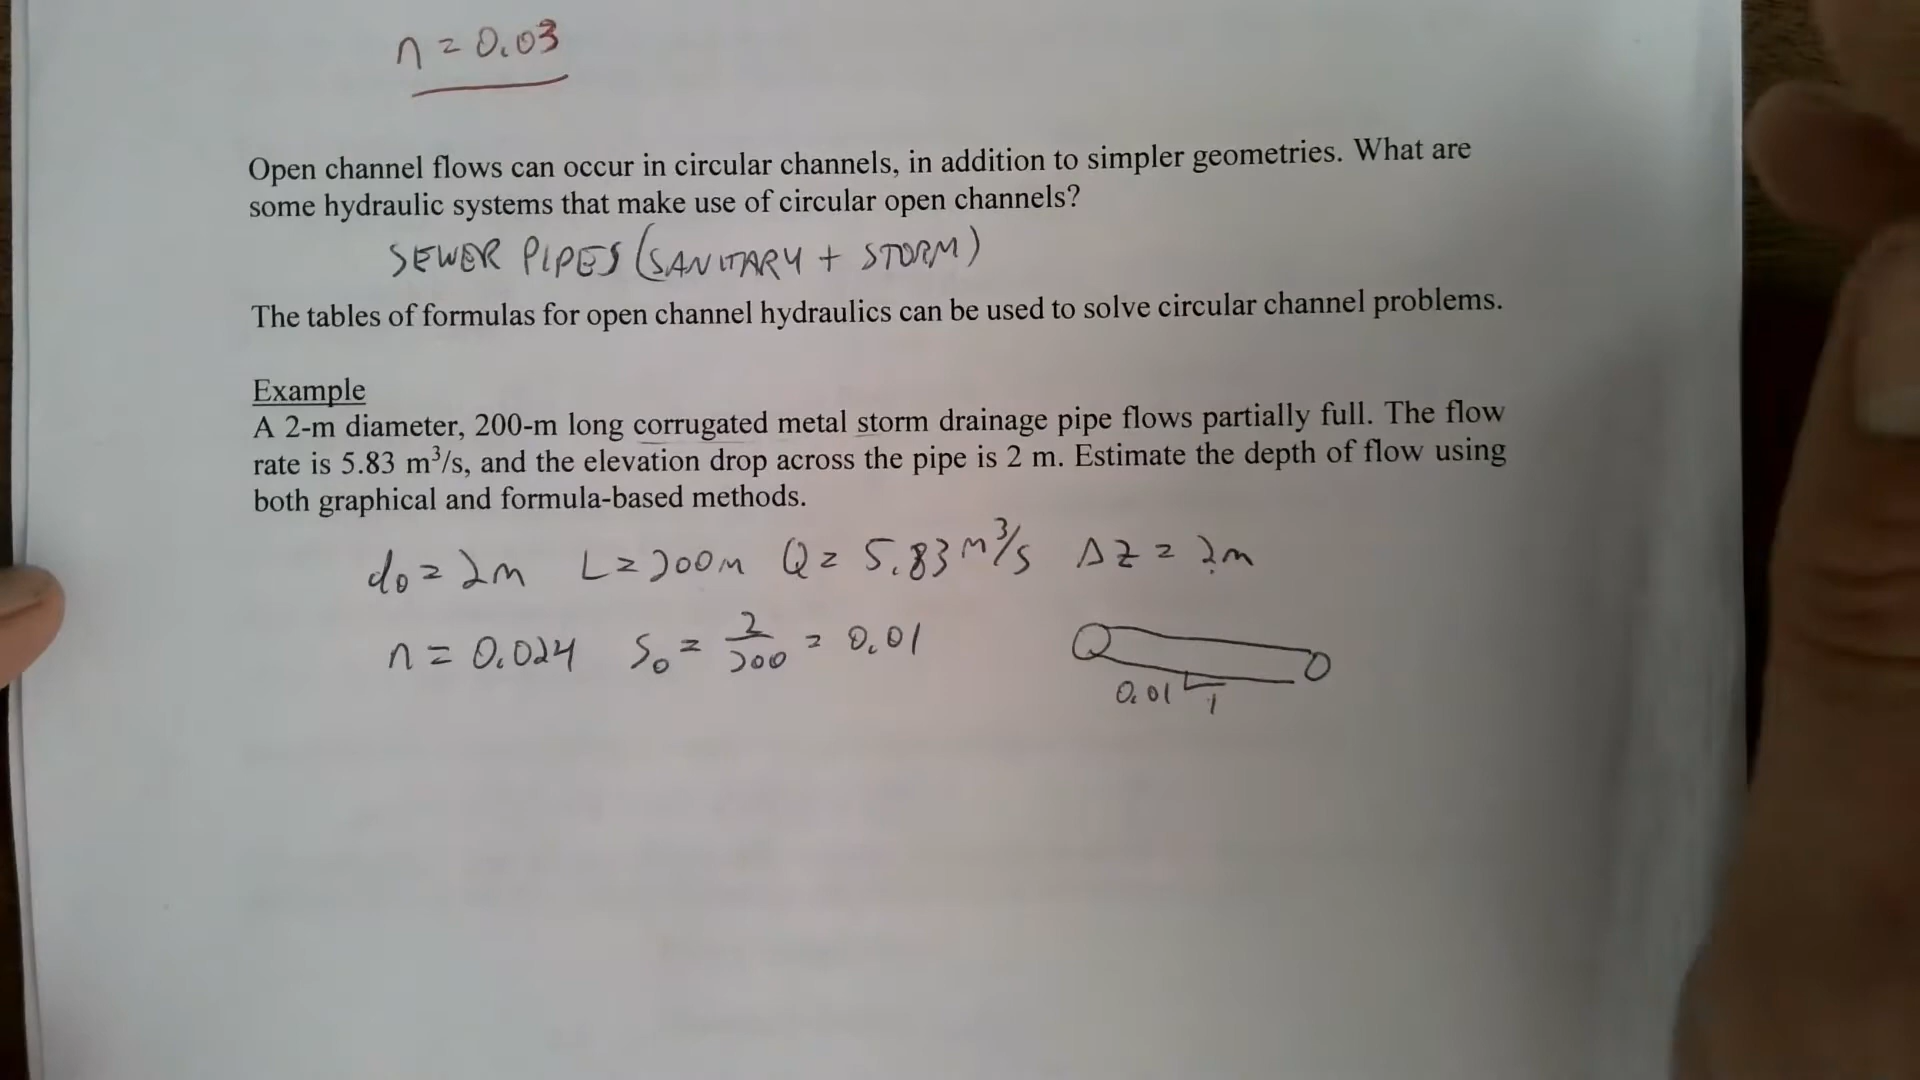 n = 0.03
Open channel flows can occur in circular channels, in addition to simpler geometries. What are
some hydraulic systems that make use of circular open channels?
SEWER PIPES (SANITARY + STORM)
The tables of formulas for open channel hydraulics can be used to solve circular channel problems.
Example
A 2-m diameter, 200-m long corrugated metal storm drainage pipe flows partially full. The flow
rate is 5.83 m³/s, and the elevation drop across the pipe is 2 m. Estimate the depth of flow using
both graphical and formula-based methods.
d₀ = 2m L = 200m Q = 5.83 m³/s Δz = 2m
n = 0.024 S₀ = 2/200 = 0.01
0.01 1